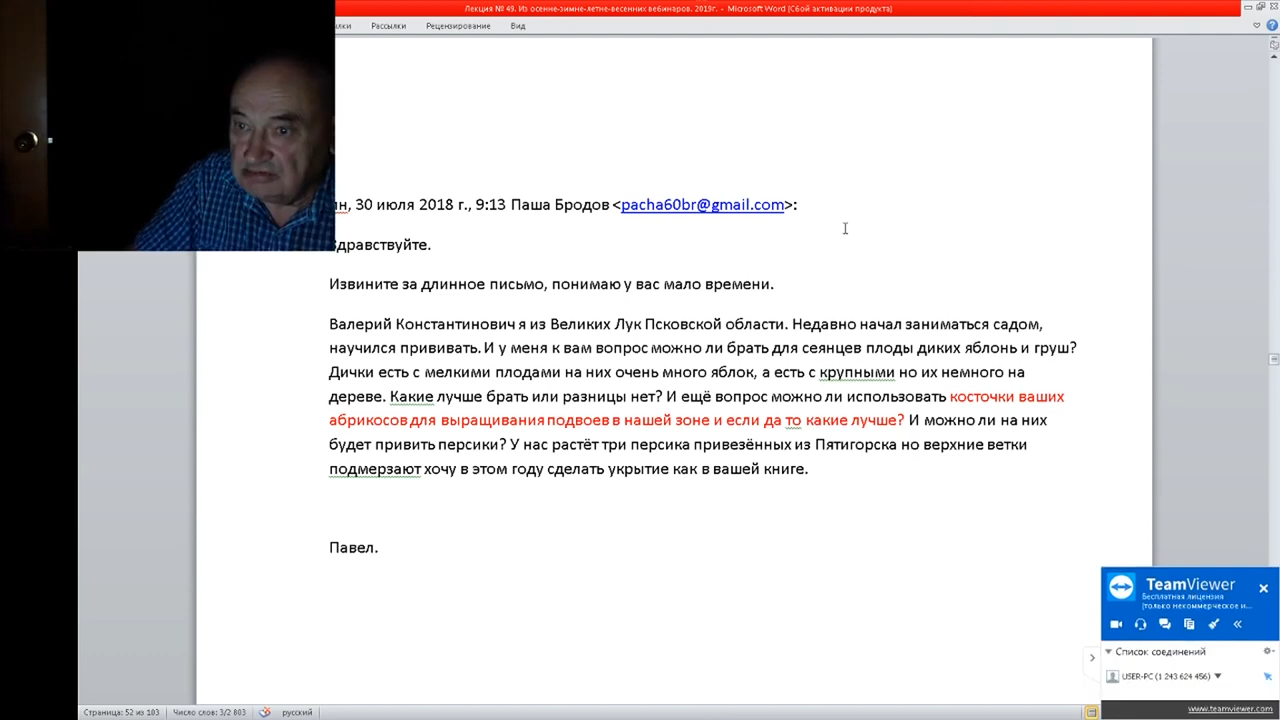 Лекция № 49. Из осенне-зимне-летне-весенних вебинаров. 2019г. - Microsoft Word (Сбой активации продукта)
Рассылки Рецензирование Вид
30 июля 2018 г., 9:13 Паша Бродов <pacha60br@gmail.com>:
дравствуйте.
Извините за длинное письмо, понимаю у вас мало времени.
Валерий Константинович я из Великих Лук Псковской области. Недавно начал заниматься садом,
научился прививать. И у меня к вам вопрос можно ли брать для сеянцев плоды диких яблонь и груш?
Дички есть с мелкими плодами на них очень много яблок, а есть с крупными но их немного на
дереве. Какие лучше брать или разницы нет? И ещё вопрос можно ли использовать косточки ваших
абрикосов для выращивания подвоев в нашей зоне и если да то какие лучше? И можно ли на них
будет привить персики? У нас растёт три персика привезённых из Пятигорска но верхние ветки
подмерзают хочу в этом году сделать укрытие как в вашей книге.
Павел.
TeamViewer
Бесплатная лицензия
(только некоммерческое и...
Список соединений
USER-PC (1 243 624 456)
www.teamviewer.com
Страница: 52 из 103 Число слов: 3/2 803 русский